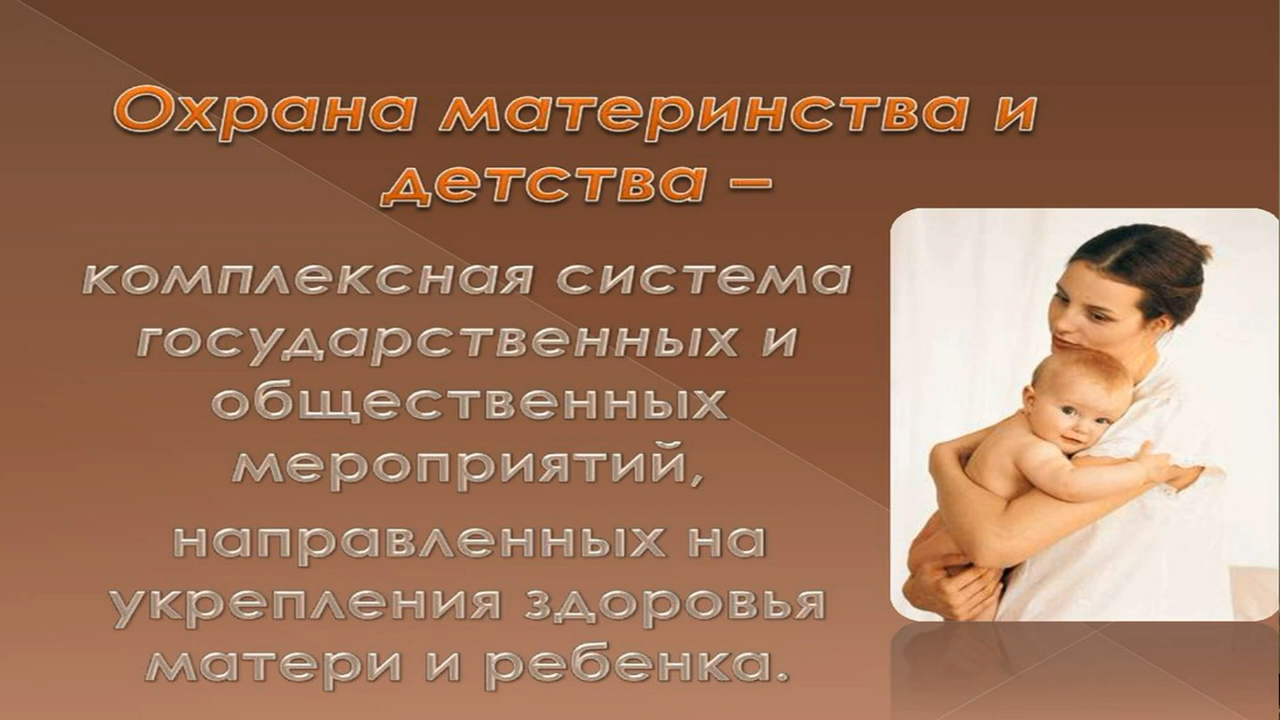 Охрана материнства и
детства –
комплексная система
государственных и
общественных
мероприятий,
направленных на
укрепления здоровья
матери и ребенка.